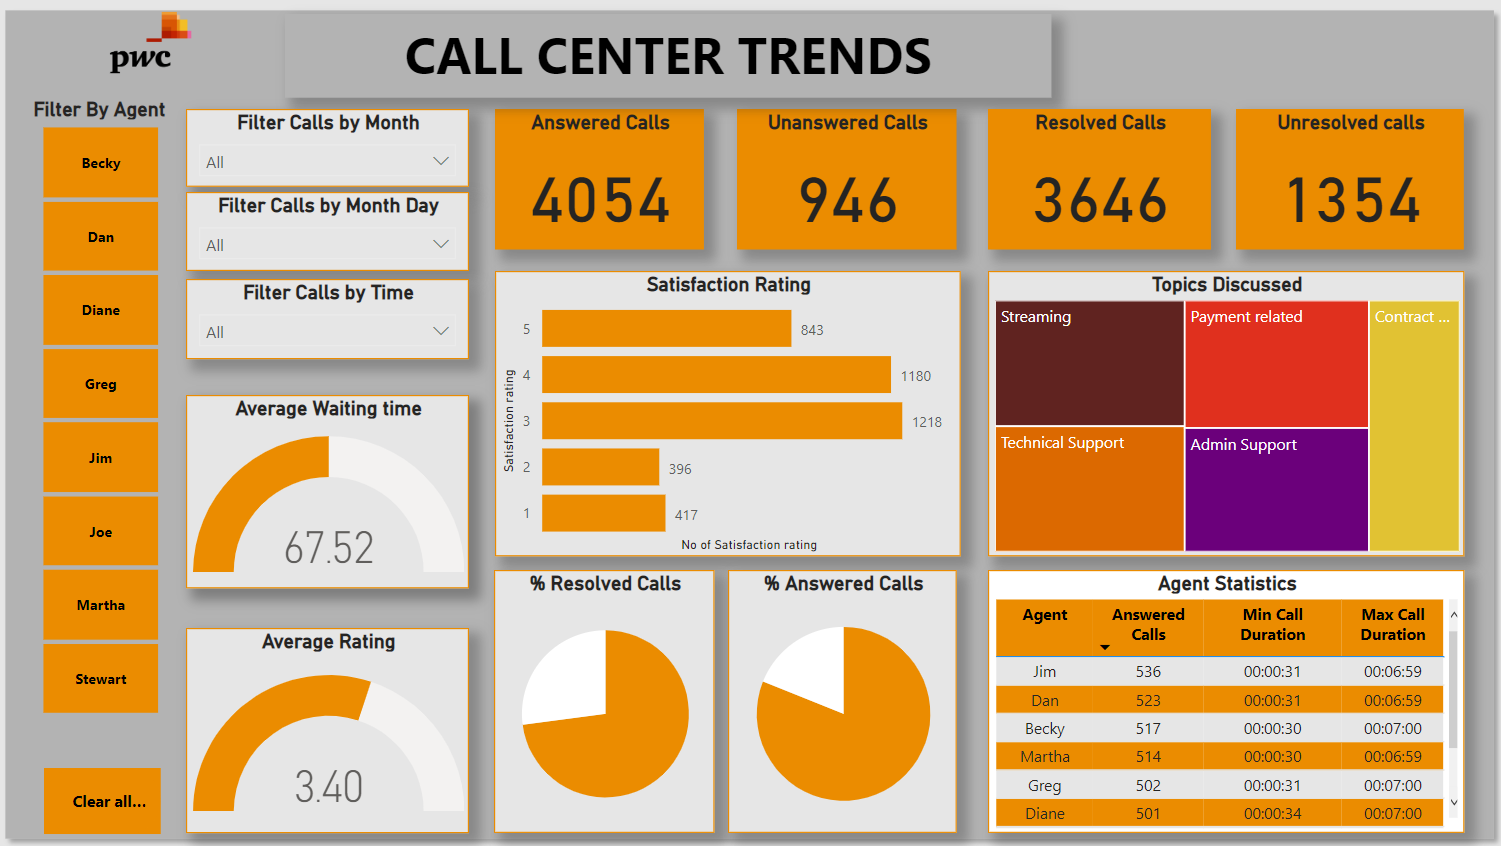 pwc
CALL CENTER TRENDS
Filter By Agent
Becky
Dan
Diane
Greg
Jim
Joe
Martha
Stewart
Clear all...
Filter Calls by Month
All
Filter Calls by Month Day
All
Filter Calls by Time
All
Average Waiting time
67.52
Average Rating
3.40
Answered Calls
4054
Unanswered Calls
946
Resolved Calls
3646
Unresolved calls
1354
Satisfaction Rating
Satisfaction rating
5 843
4 1180
3 1218
2 396
1 417
No of Satisfaction rating
Topics Discussed
Streaming
Payment related
Contract ...
Technical Support
Admin Support
% Resolved Calls
% Answered Calls
Agent Statistics
Agent Answered Calls Min Call Duration Max Call Duration
Jim 536 00:00:31 00:06:59
Dan 523 00:00:31 00:06:59
Becky 517 00:00:30 00:07:00
Martha 514 00:00:30 00:06:59
Greg 502 00:00:31 00:07:00
Diane 501 00:00:34 00:07:00